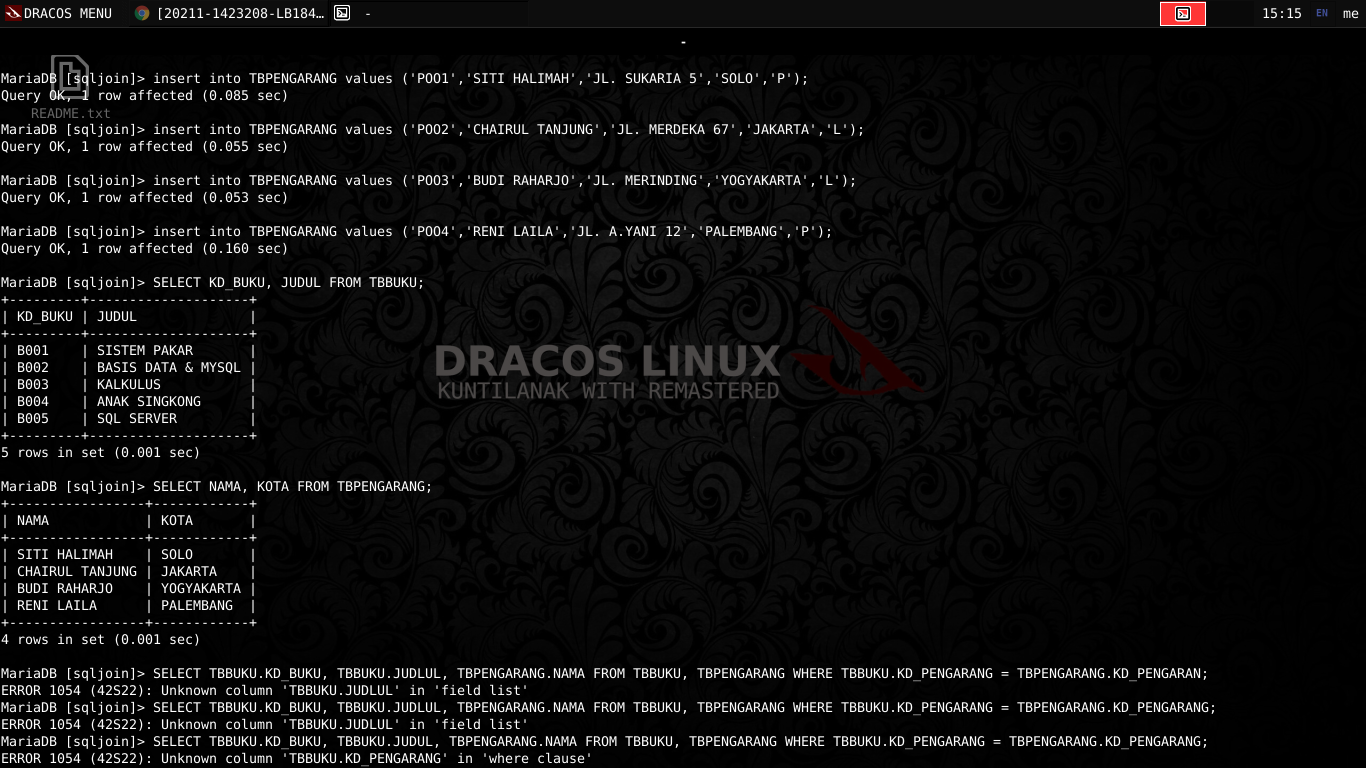 DRACOS MENU [20211-1423208-LB184... - 15:15 EN me
-
MariaDB [sqljoin]> insert into TBPENGARANG values ('POO1','SITI HALIMAH','JL. SUKARIA 5','SOLO','P');
Query OK, 1 row affected (0.085 sec)
README.txt
MariaDB [sqljoin]> insert into TBPENGARANG values ('POO2','CHAIRUL TANJUNG','JL. MERDEKA 67','JAKARTA','L');
Query OK, 1 row affected (0.055 sec)
MariaDB [sqljoin]> insert into TBPENGARANG values ('POO3','BUDI RAHARJO','JL. MERINDING','YOGYAKARTA','L');
Query OK, 1 row affected (0.053 sec)
MariaDB [sqljoin]> insert into TBPENGARANG values ('POO4','RENI LAILA','JL. A.YANI 12','PALEMBANG','P');
Query OK, 1 row affected (0.160 sec)
MariaDB [sqljoin]> SELECT KD_BUKU, JUDUL FROM TBBUKU;
+---------+--------------------+
| KD_BUKU | JUDUL              |
+---------+--------------------+
| B001    | SISTEM PAKAR       |
| B002    | BASIS DATA & MYSQL |
| B003    | KALKULUS           |
| B004    | ANAK SINGKONG      |
| B005    | SQL SERVER         |
+---------+--------------------+
5 rows in set (0.001 sec)
DRACOS LINUX
KUNTILANAK WITH REMASTERED
MariaDB [sqljoin]> SELECT NAMA, KOTA FROM TBPENGARANG;
+-----------------+------------+
| NAMA            | KOTA       |
+-----------------+------------+
| SITI HALIMAH    | SOLO       |
| CHAIRUL TANJUNG | JAKARTA    |
| BUDI RAHARJO    | YOGYAKARTA |
| RENI LAILA      | PALEMBANG  |
+-----------------+------------+
4 rows in set (0.001 sec)
MariaDB [sqljoin]> SELECT TBBUKU.KD_BUKU, TBBUKU.JUDLUL, TBPENGARANG.NAMA FROM TBBUKU, TBPENGARANG WHERE TBBUKU.KD_PENGARANG = TBPENGARANG.KD_PENGARAN;
ERROR 1054 (42S22): Unknown column 'TBBUKU.JUDLUL' in 'field list'
MariaDB [sqljoin]> SELECT TBBUKU.KD_BUKU, TBBUKU.JUDLUL, TBPENGARANG.NAMA FROM TBBUKU, TBPENGARANG WHERE TBBUKU.KD_PENGARANG = TBPENGARANG.KD_PENGARANG;
ERROR 1054 (42S22): Unknown column 'TBBUKU.JUDLUL' in 'field list'
MariaDB [sqljoin]> SELECT TBBUKU.KD_BUKU, TBBUKU.JUDUL, TBPENGARANG.NAMA FROM TBBUKU, TBPENGARANG WHERE TBBUKU.KD_PENGARANG = TBPENGARANG.KD_PENGARANG;
ERROR 1054 (42S22): Unknown column 'TBBUKU.KD_PENGARANG' in 'where clause'